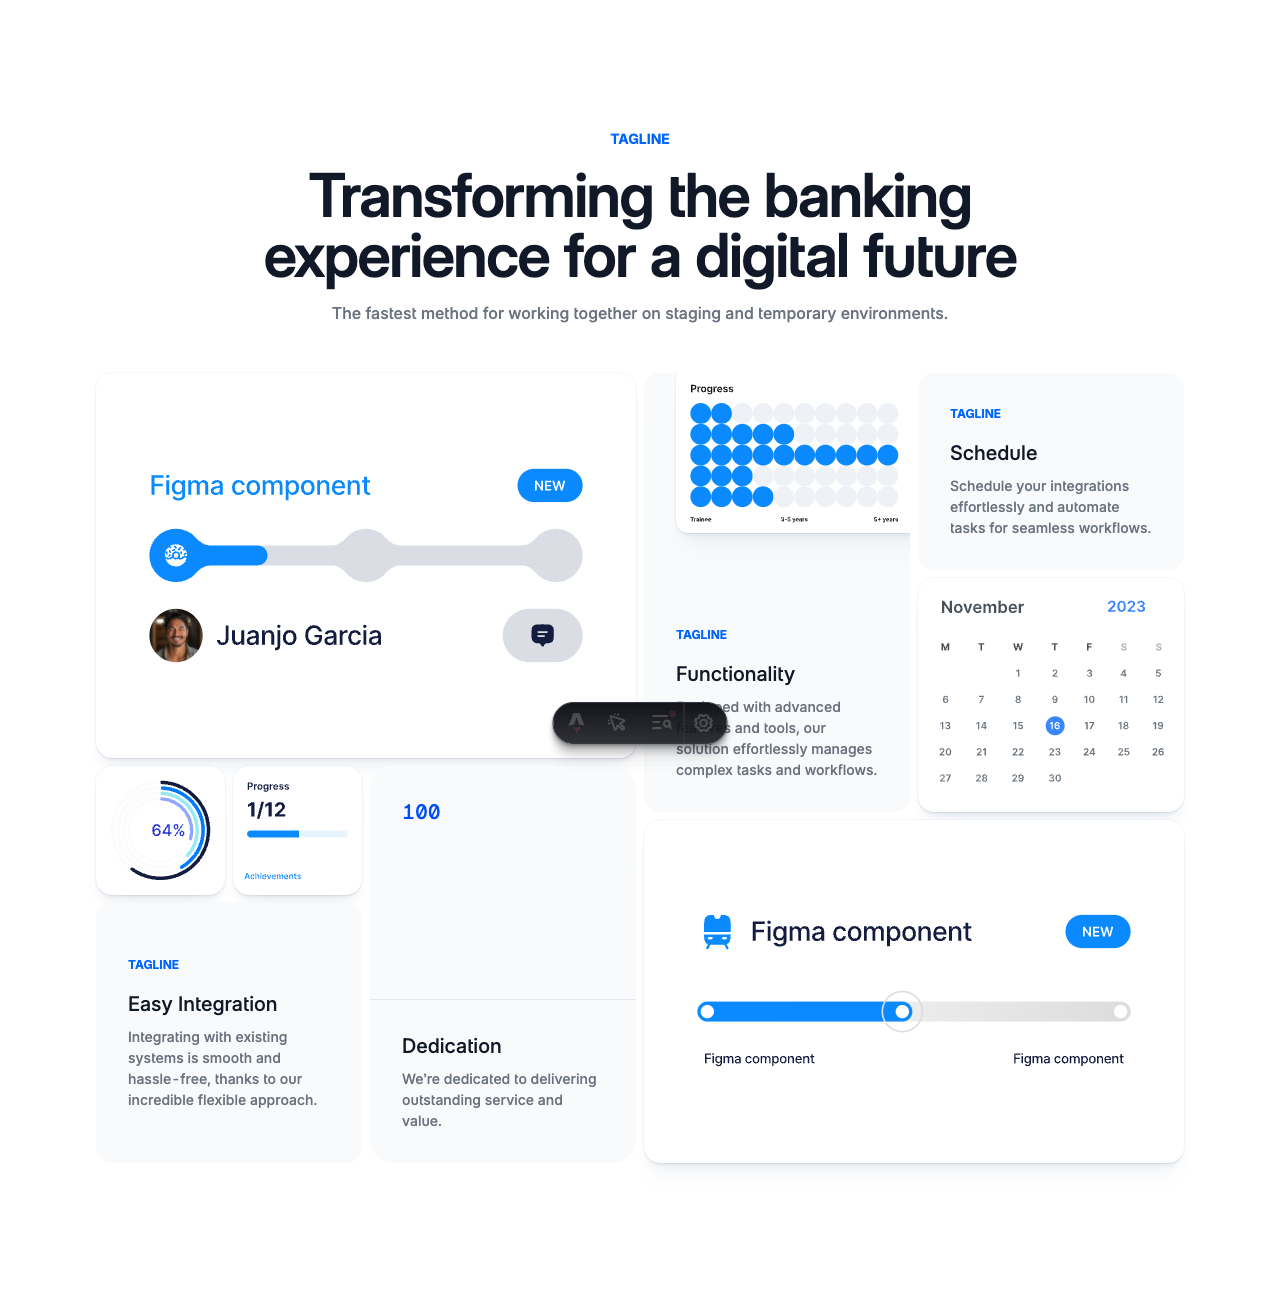 TAGLINE
Transforming the banking
experience for a digital future
The fastest method for working together on staging and temporary environments.
Figma component
NEW
Juanjo Garcia
Progress
Trainee 3-5 years 5+ years
TAGLINE
Functionality
with advanced
and tools, our
solution effortlessly manages
complex tasks and workflows.
TAGLINE
Schedule
Schedule your integrations
effortlessly and automate
tasks for seamless workflows.
November 2023
M T W T F S S
1 2 3 4 5
6 7 8 9 10 11 12
13 14 15 16 17 18 19
20 21 22 23 24 25 26
27 28 29 30
64%
Progress
1/12
Achievements
TAGLINE
Easy Integration
Integrating with existing
systems is smooth and
hassle-free, thanks to our
incredible flexible approach.
100
Dedication
We're dedicated to delivering
outstanding service and
value.
Figma component
NEW
Figma component Figma component